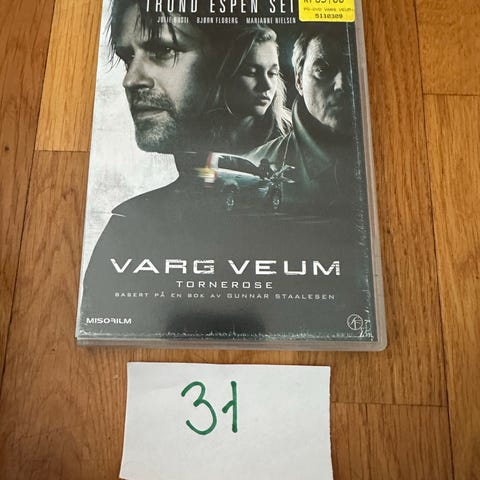 TROND ESPEN SEI
JULIE RUSTI BJØRN FLOBERG MARIANNE NIELSEN
5110309
VARG VEUM
TORNEROSE
BASERT PÅ EN BOK AV GUNNAR STAALESEN
MISOFILM
31